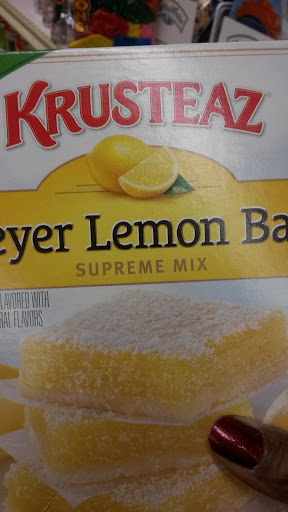 KRUSTEAZ
eyer Lemon Ba
SUPREME MIX
LAVORED WITH
RAL FLAVORS